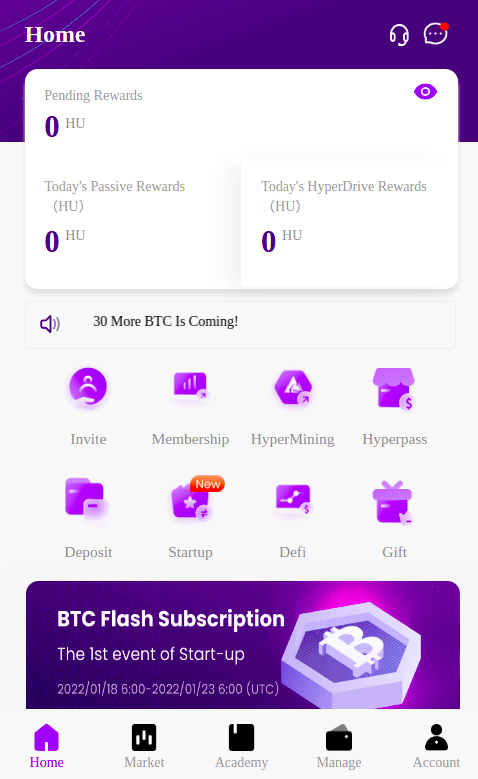 Home
Pending Rewards
0 HU
Today's Passive Rewards
（HU）
0 HU
Today's HyperDrive Rewards
（HU）
0 HU
30 More BTC Is Coming!
Invite Membership HyperMining Hyperpass
New
Deposit Startup Defi Gift
BTC Flash Subscription
The 1st event of Start-up
2022/01/18 6:00-2022/01/23 6:00 (UTC)
Home Market Academy Manage Account